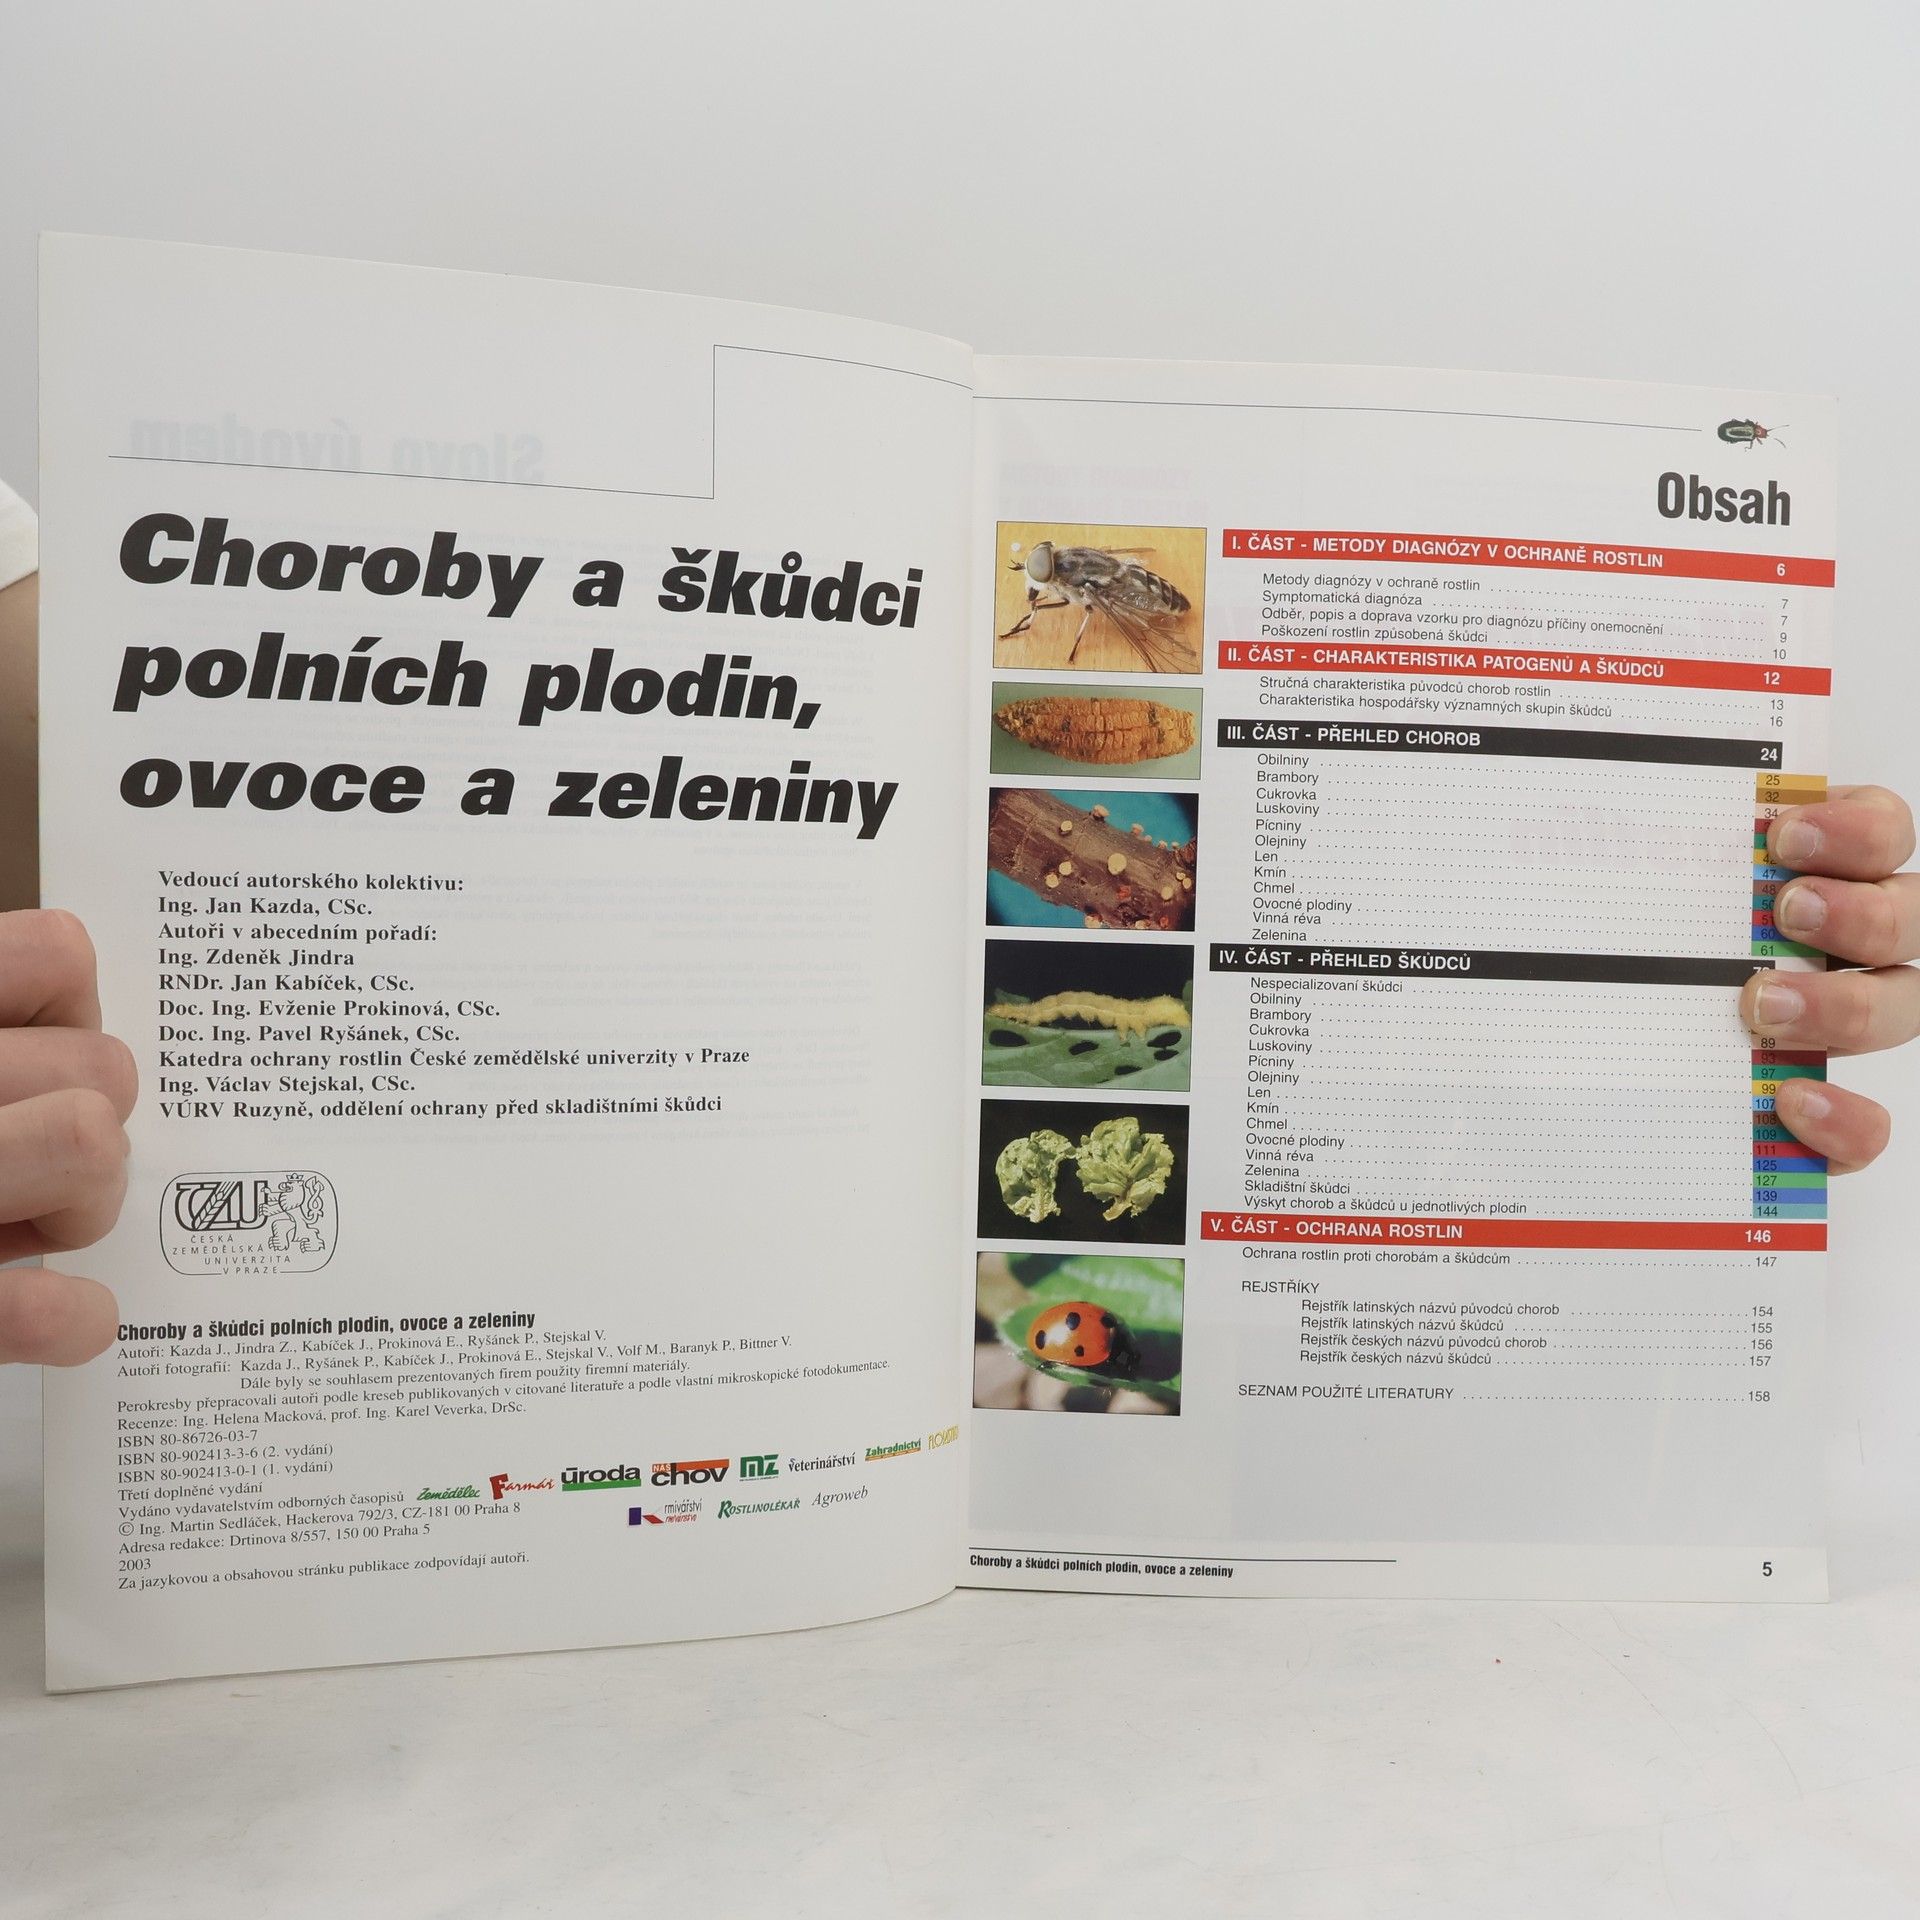 Choroby a škůdci
polních plodin,
ovoce a zeleniny
Vedoucí autorského kolektivu:
Ing. Jan Kazda, CSc.
Autoři v abecedním pořadí:
Ing. Zdeněk Jindra
RNDr. Jan Kabíček, CSc.
Doc. Ing. Evženie Prokinová, CSc.
Doc. Ing. Pavel Ryšánek, CSc.
Katedra ochrany rostlin České zemědělské univerzity v Praze
Ing. Václav Stejskal, CSc.
VÚRV Ruzyně, oddělení ochrany před skladištními škůdci
ČZU
ČESKÁ
ZEMĚDĚLSKÁ
UNIVERZITA
V PRAZE
Choroby a škůdci polních plodin, ovoce a zeleniny
Autoři: Kazda J., Jindra Z., Kabíček J., Prokinová E., Ryšánek P., Stejskal V.
Autoři fotografií: Kazda J., Ryšánek P., Kabíček J., Prokinová E., Stejskal V., Volf M., Baranyk P., Bittner V.
Dále byly se souhlasem prezentovaných firem použity firemní materiály.
Perokresby přepracovali autoři podle kreseb publikovaných v citované literatuře a podle vlastní mikroskopické fotodokumentace.
Recenze: Ing. Helena Macková, prof. Ing. Karel Veverka, DrSc.
ISBN 80-86726-03-7
ISBN 80-902413-3-6 (2. vydání)
ISBN 80-902413-0-1 (1. vydání)
Třetí doplněné vydání
Vydáno vydavatelstvím odborných časopisů Zemědělec Farmář úroda NÁŠ chov MZ veterinářství Zahradnictví
rmivářství ROSTLINOLÉKAŘ Agroweb
© Ing. Martin Sedláček, Hackerova 792/3, CZ-181 00 Praha 8
Adresa redakce: Drtinova 8/557, 150 00 Praha 5
2003
Za jazykovou a obsahovou stránku publikace zodpovídají autoři.
Obsah
I. ČÁST - METODY DIAGNÓZY V OCHRANĚ ROSTLIN 6
Metody diagnózy v ochraně rostlin 7
Symptomatická diagnóza 7
Odběr, popis a doprava vzorku pro diagnózu příčiny onemocnění 9
Poškození rostlin způsobená škůdci 10
II. ČÁST - CHARAKTERISTIKA PATOGENŮ A ŠKŮDCŮ 12
Stručná charakteristika původců chorob rostlin 13
Charakteristika hospodářsky významných skupin škůdců 16
III. ČÁST - PŘEHLED CHOROB 24
Obilniny 25
Brambory 32
Cukrovka 34
Luskoviny
Pícniny
Olejniny 42
Len 47
Kmín 48
Chmel 50
Ovocné plodiny 51
Vinná réva 60
Zelenina 61
IV. ČÁST - PŘEHLED ŠKŮDCŮ
Nespecializovaní škůdci
Obilniny
Brambory
Cukrovka 89
Luskoviny 93
Pícniny 97
Olejniny 99
Len 107
Kmín 108
Chmel 109
Ovocné plodiny 111
Vinná réva 125
Zelenina 127
Skladištní škůdci 139
Výskyt chorob a škůdců u jednotlivých plodin 144
V. ČÁST - OCHRANA ROSTLIN 146
Ochrana rostlin proti chorobám a škůdcům 147
REJSTŘÍKY
Rejstřík latinských názvů původců chorob 154
Rejstřík latinských názvů škůdců 155
Rejstřík českých názvů původců chorob 156
Rejstřík českých názvů škůdců 157
SEZNAM POUŽITÉ LITERATURY 158
Choroby a škůdci polních plodin, ovoce a zeleniny 5